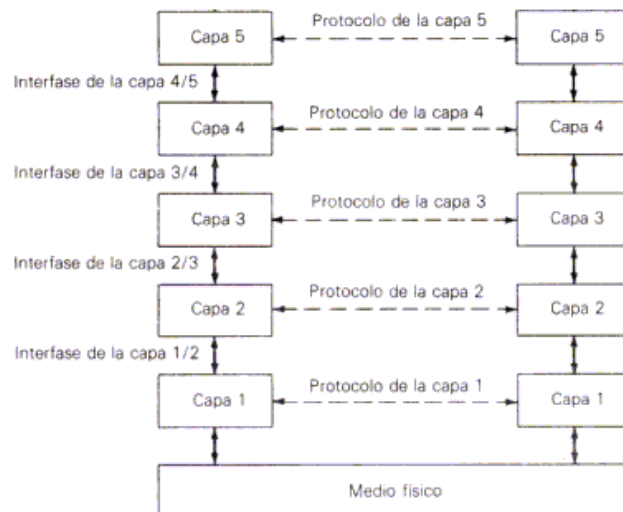 Capa 5
Protocolo de la capa 5
Capa 5
Interfase de la capa 4/5
Capa 4
Protocolo de la capa 4
Capa 4
Interfase de la capa 3/4
Capa 3
Protocolo de la capa 3
Capa 3
Interfase de la capa 2/3
Capa 2
Protocolo de la capa 2
Capa 2
Interfase de la capa 1/2
Capa 1
Protocolo de la capa 1
Capa 1
Medio físico